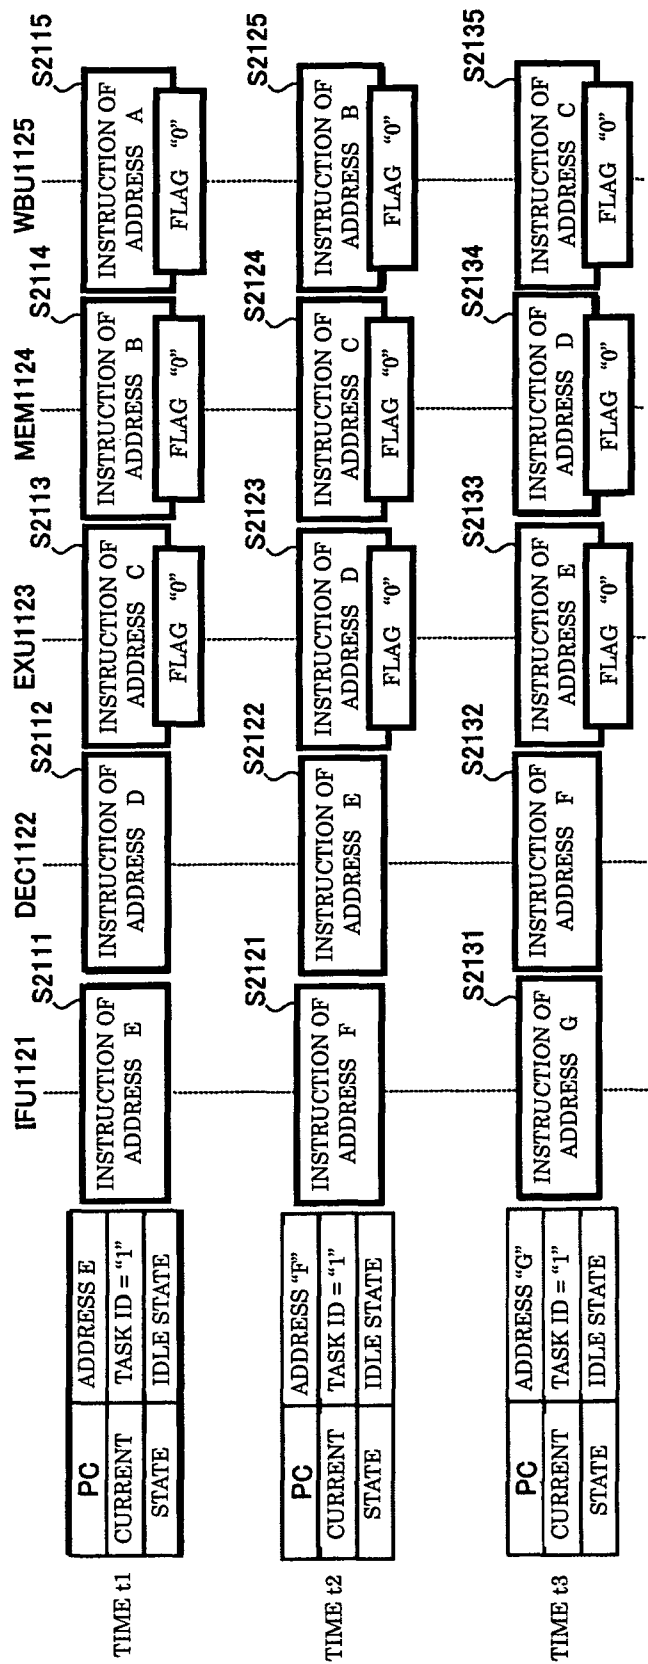 IFU1121
DEC1122
EXU1123
MEM1124
WBU1125
TIME t1
PC
ADDRESS E
CURRENT
TASK ID = “1”
STATE
IDLE STATE
S2111
INSTRUCTION OF
ADDRESS E
S2112
INSTRUCTION OF
ADDRESS D
S2113
INSTRUCTION OF
ADDRESS C
FLAG “0”
S2114
INSTRUCTION OF
ADDRESS B
FLAG “0”
S2115
INSTRUCTION OF
ADDRESS A
FLAG “0”
TIME t2
PC
ADDRESS “F”
CURRENT
TASK ID = “1”
STATE
IDLE STATE
S2121
INSTRUCTION OF
ADDRESS F
S2122
INSTRUCTION OF
ADDRESS E
S2123
INSTRUCTION OF
ADDRESS D
FLAG “0”
S2124
INSTRUCTION OF
ADDRESS C
FLAG “0”
S2125
INSTRUCTION OF
ADDRESS B
FLAG “0”
TIME t3
PC
ADDRESS “G”
CURRENT
TASK ID = “1”
STATE
IDLE STATE
S2131
INSTRUCTION OF
ADDRESS G
S2132
INSTRUCTION OF
ADDRESS F
S2133
INSTRUCTION OF
ADDRESS E
FLAG “0”
S2134
INSTRUCTION OF
ADDRESS D
FLAG “0”
S2135
INSTRUCTION OF
ADDRESS C
FLAG “0”